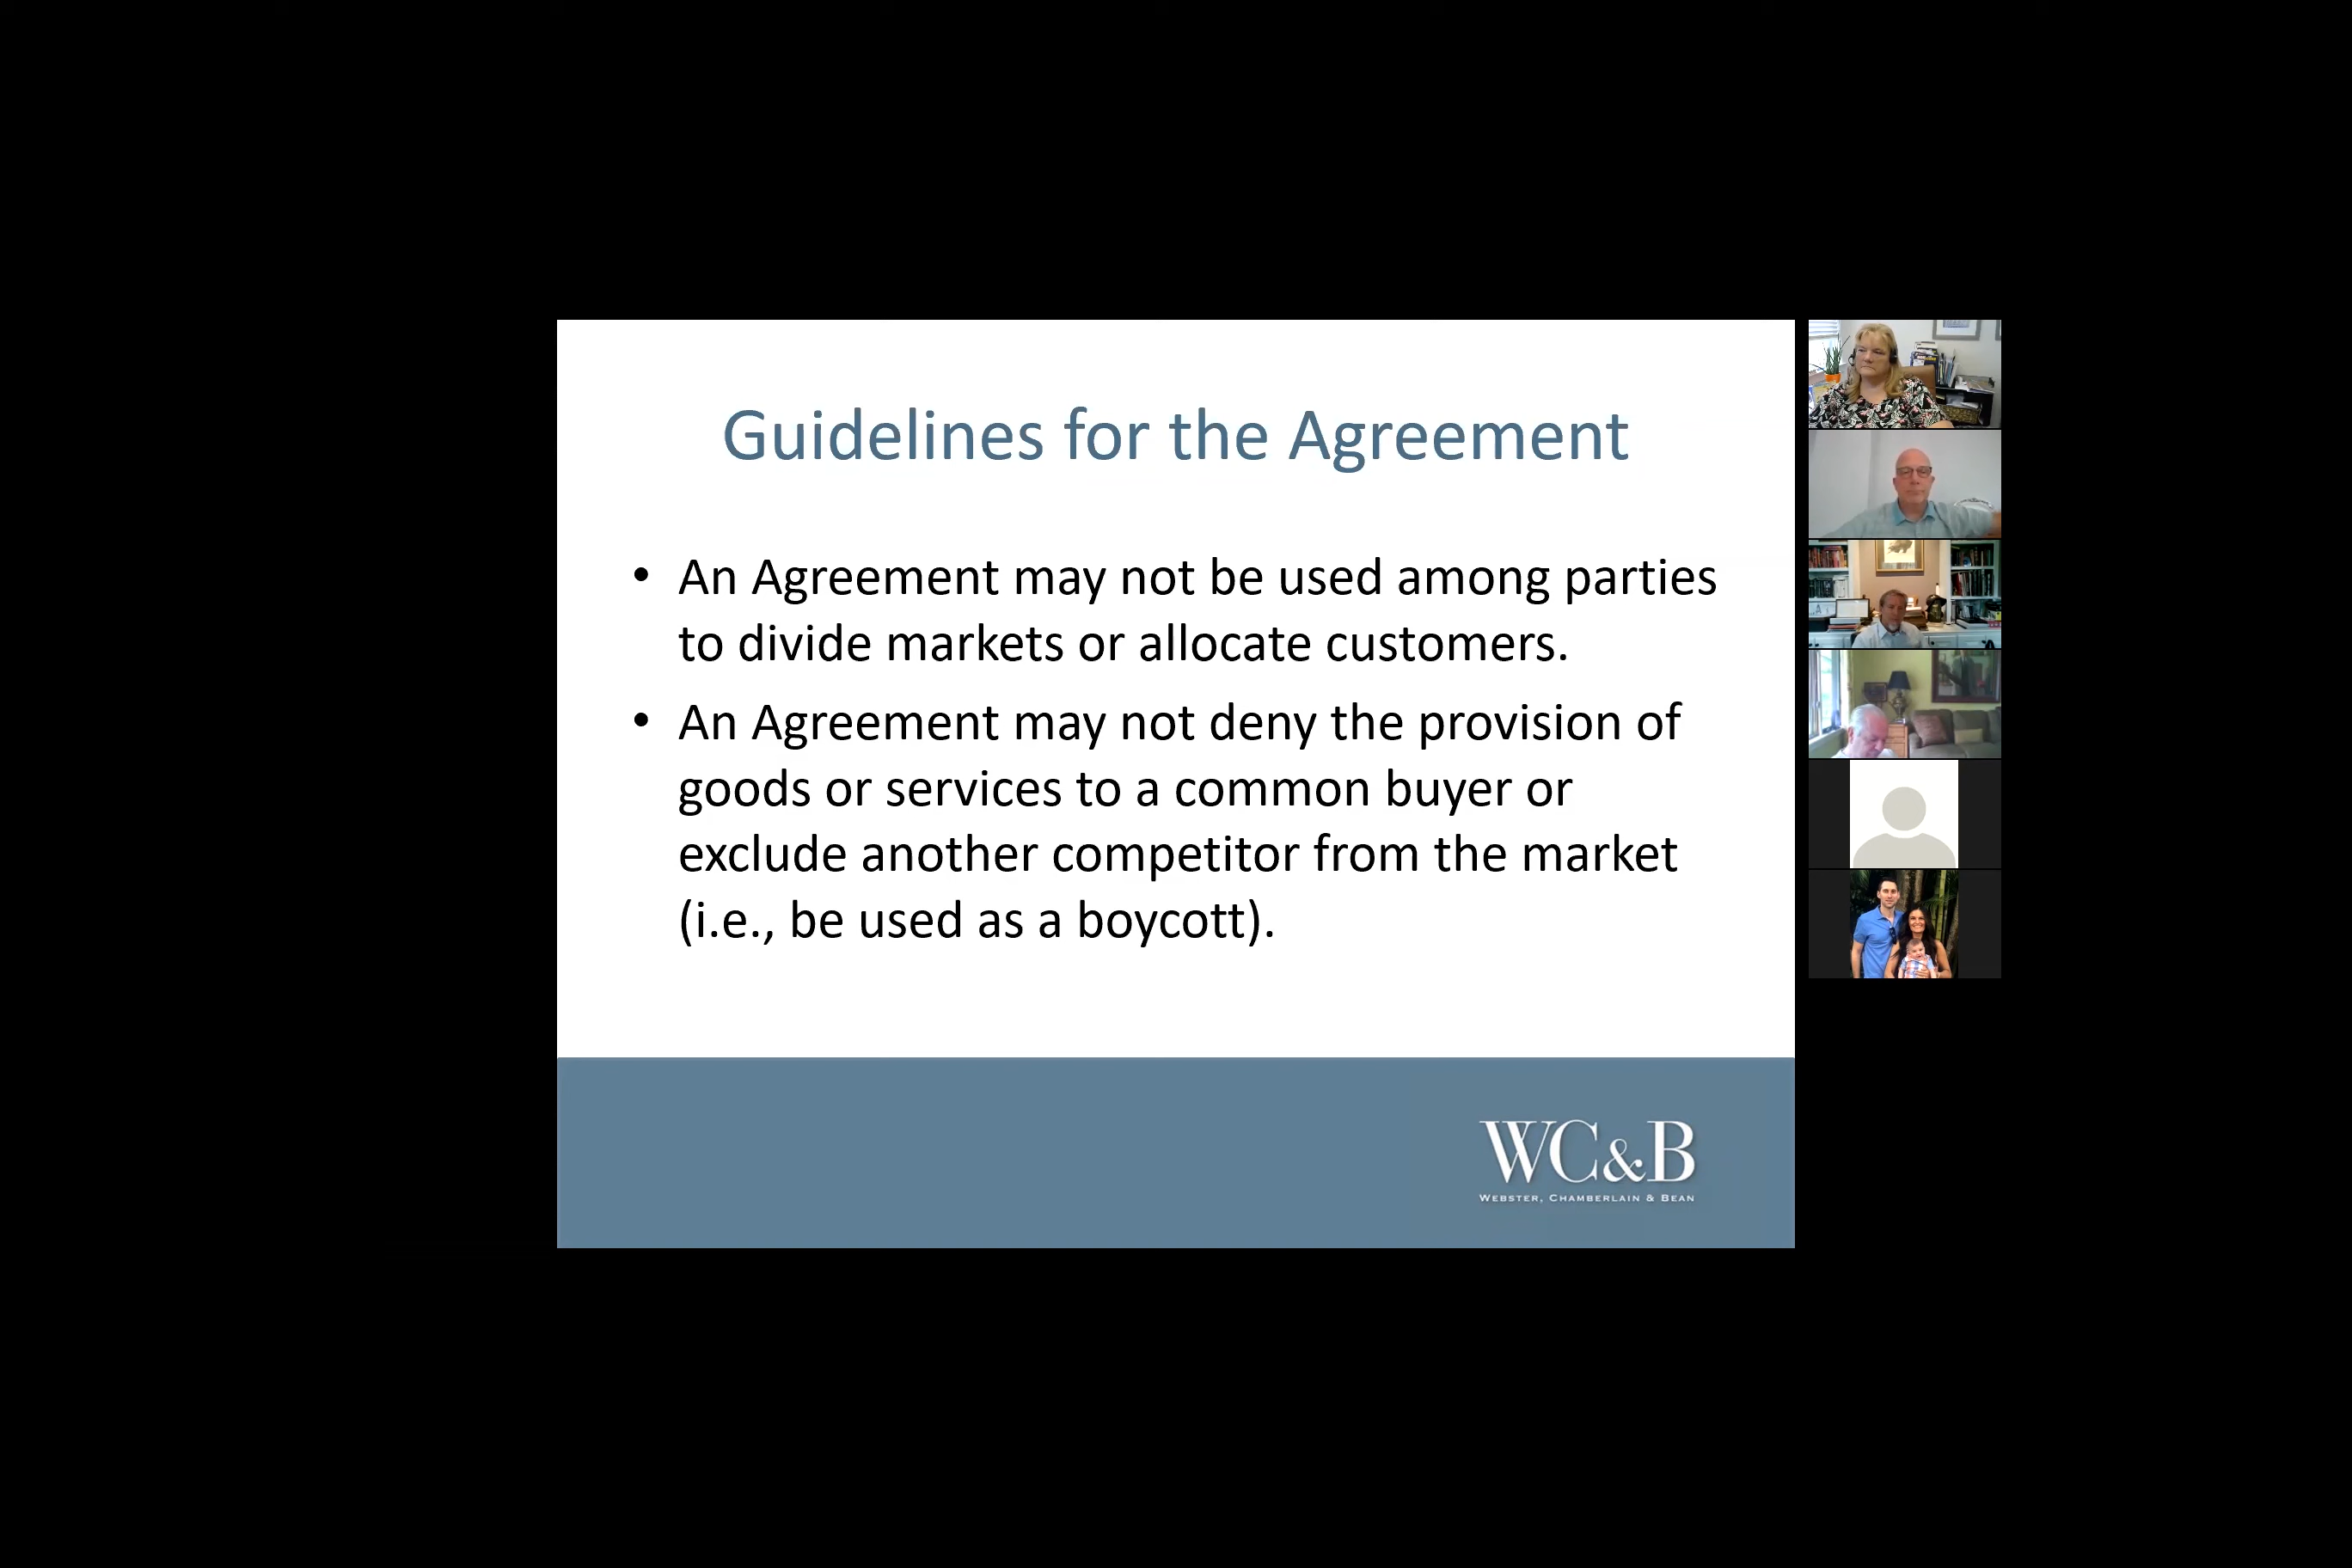 Guidelines for the Agreement
• An Agreement may not be used among parties
to divide markets or allocate customers.
• An Agreement may not deny the provision of
goods or services to a common buyer or
exclude another competitor from the market
(i.e., be used as a boycott).
WC&B
WEBSTER, CHAMBERLAIN & BEAN